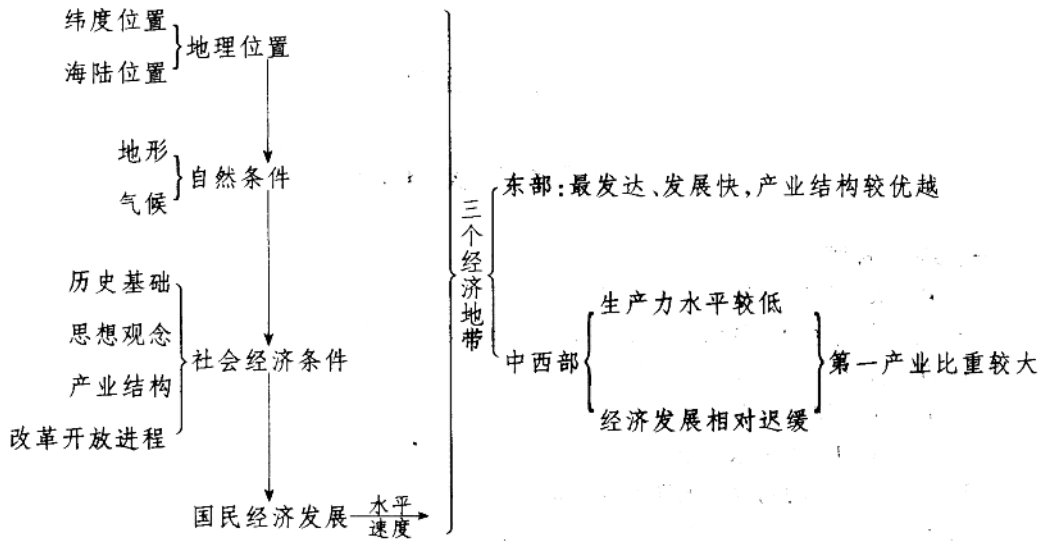 纬度位置
海陆位置
地理位置
地形
气候
自然条件
历史基础
思想观念
产业结构
改革开放进程
社会经济条件
国民经济发展
水平
速度
三个经济地带
东部:最发达、发展快,产业结构较优越
中西部
生产力水平较低
经济发展相对迟缓
第一产业比重较大